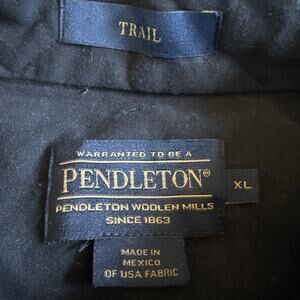 TRAIL
WARRANTED TO BE A
PENDLETON®
XL
PENDLETON WOOLEN MILLS
SINCE 1863
MADE IN
MEXICO
OF USA FABRIC